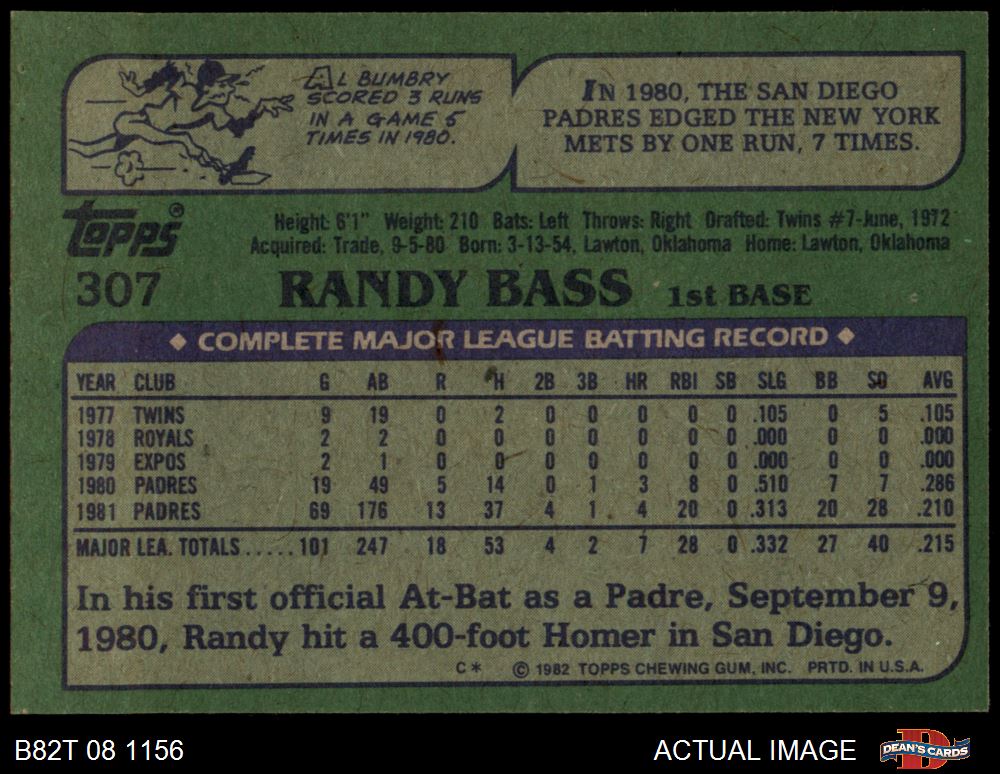 AL BUMBRY
SCORED 3 RUNS
IN A GAME 5
TIMES IN 1980.
IN 1980, THE SAN DIEGO
PADRES EDGED THE NEW YORK
METS BY ONE RUN, 7 TIMES.
Topps®
Height: 6'1" Weight: 210 Bats: Left Throws: Right Drafted: Twins #7-June, 1972
Acquired: Trade, 9-5-80 Born: 3-13-54, Lawton, Oklahoma Home: Lawton, Oklahoma
307 RANDY BASS 1st BASE
◆ COMPLETE MAJOR LEAGUE BATTING RECORD ◆
YEAR CLUB G AB R H 2B 3B HR RBI SB SLG BB SO AVG
1977 TWINS 9 19 0 2 0 0 0 0 0 .105 0 5 .105
1978 ROYALS 2 2 0 0 0 0 0 0 0 .000 0 0 .000
1979 EXPOS 2 1 0 0 0 0 0 0 0 .000 0 0 .000
1980 PADRES 19 49 5 14 0 1 3 8 0 .510 7 7 .286
1981 PADRES 69 176 13 37 4 1 4 20 0 .313 20 28 .210
MAJOR LEA. TOTALS.....101 247 18 53 4 2 7 28 0 .332 27 40 .215
In his first official At-Bat as a Padre, September 9,
1980, Randy hit a 400-foot Homer in San Diego.
C* © 1982 TOPPS CHEWING GUM, INC. PRTD. IN U.S.A.
B82T 08 1156 ACTUAL IMAGE DEAN'S CARDS